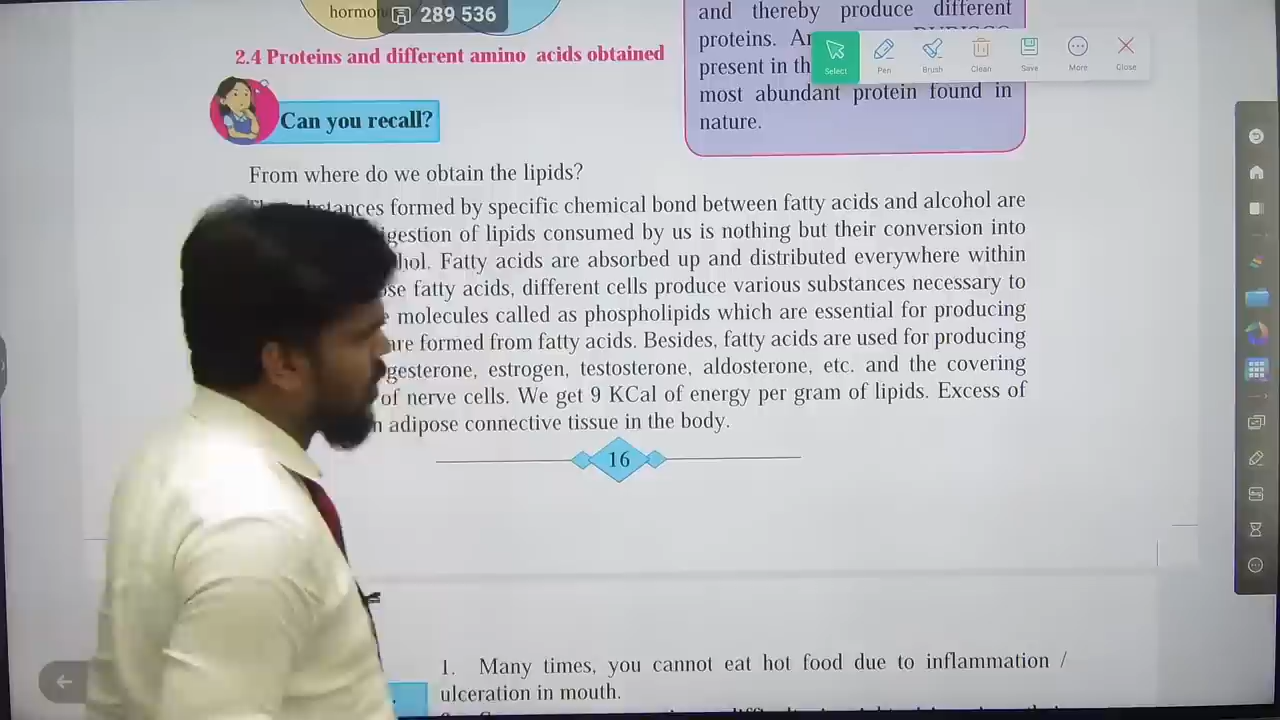 hormon
289 536
2.4 Proteins and different amino acids obtained
Can you recall?
and thereby produce different
proteins.
present in th
most abundant protein found in
nature.
Select
Pen
Brush
Clean
Save
More
Close
From where do we obtain the lipids?
formed by specific chemical bond between fatty acids and alcohol are
of lipids consumed by us is nothing but their conversion into
Fatty acids are absorbed up and distributed everywhere within
fatty acids, different cells produce various substances necessary to
molecules called as phospholipids which are essential for producing
are formed from fatty acids. Besides, fatty acids are used for producing
gesterone, estrogen, testosterone, aldosterone, etc. and the covering
of nerve cells. We get 9 KCal of energy per gram of lipids. Excess of
adipose connective tissue in the body.
16
1. Many times, you cannot eat hot food due to inflammation /
ulceration in mouth.